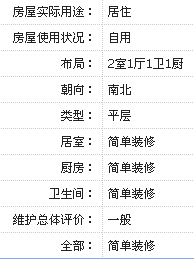 房屋实际用途： 居住
房屋使用状况： 自用
布局： 2室1厅1卫1厨
朝向： 南北
类型： 平层
居室： 简单装修
厨房： 简单装修
卫生间： 简单装修
维护总体评价： 一般
全部： 简单装修